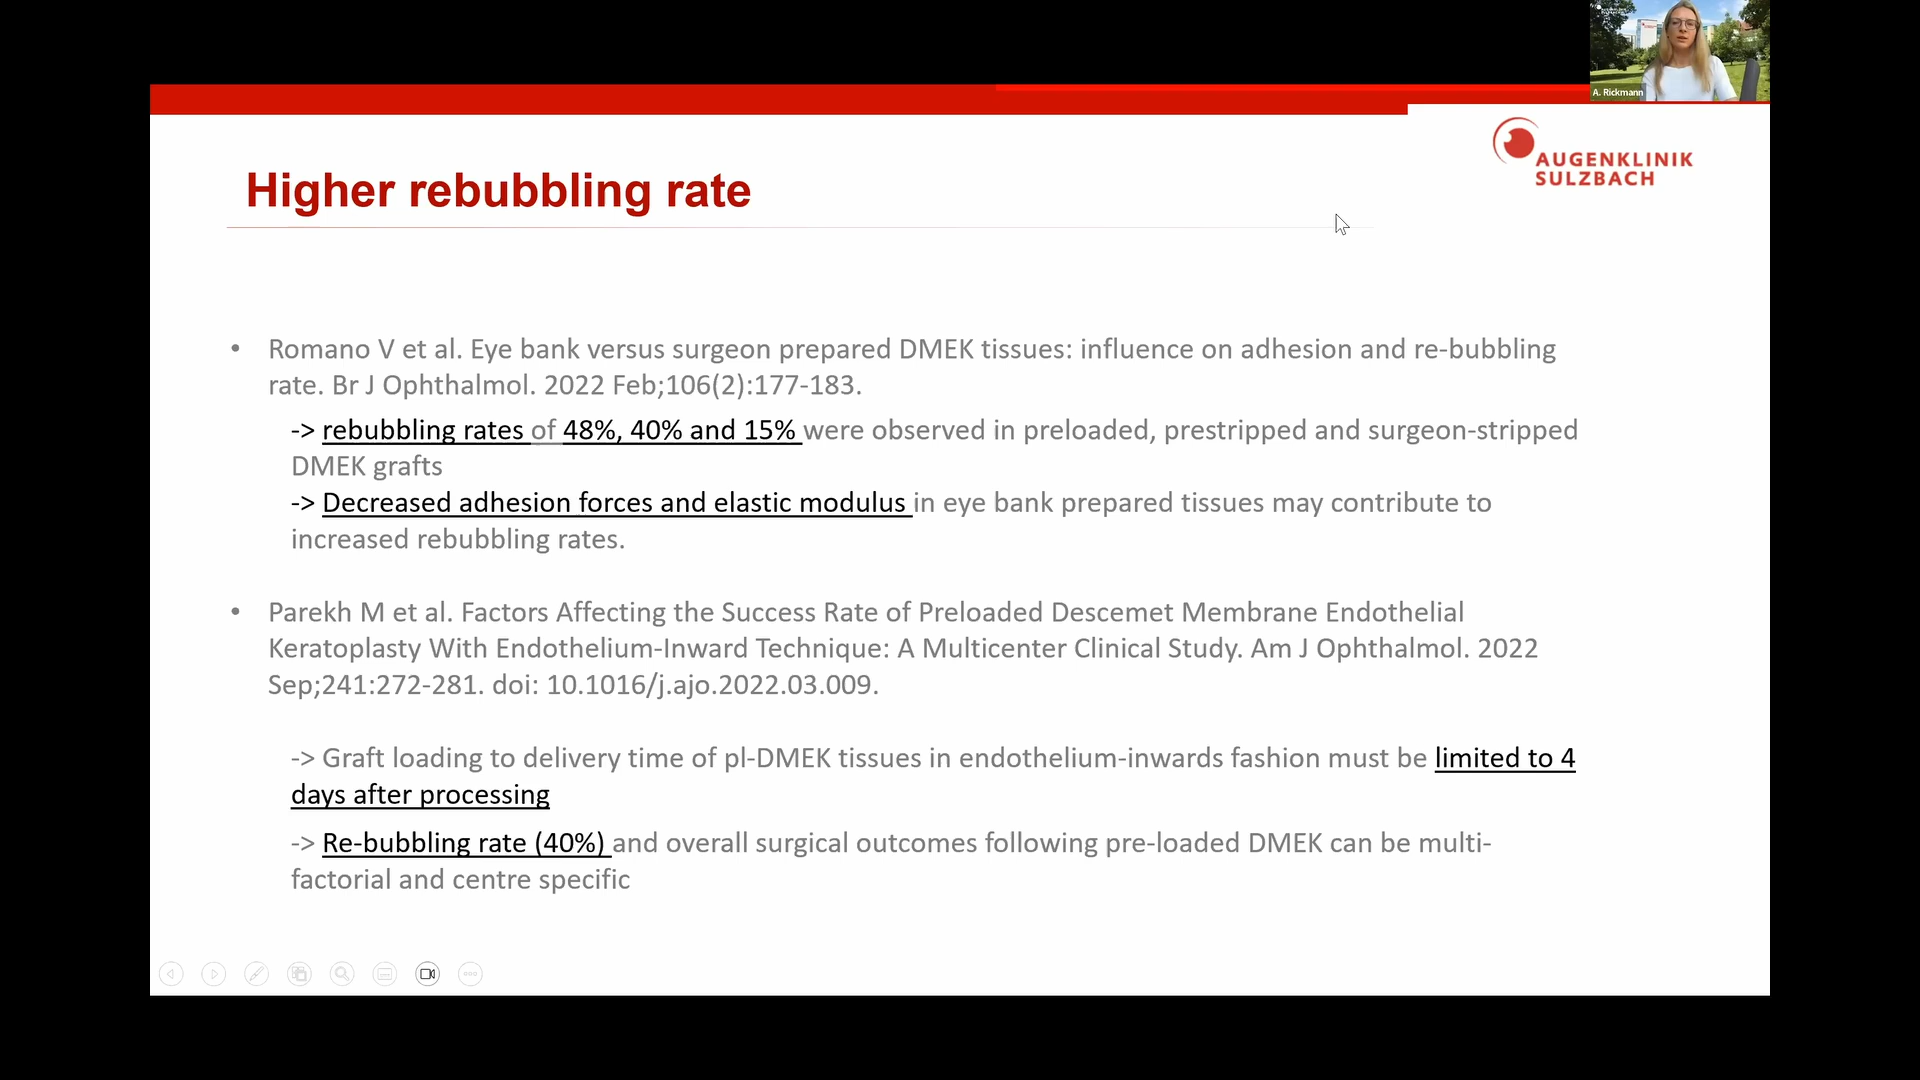 A. Rickmann
AUGENKLINIK
SULZBACH
Higher rebubbling rate
• Romano V et al. Eye bank versus surgeon prepared DMEK tissues: influence on adhesion and re-bubbling
rate. Br J Ophthalmol. 2022 Feb;106(2):177-183.
-> rebubbling rates of 48%, 40% and 15% were observed in preloaded, prestripped and surgeon-stripped
DMEK grafts
-> Decreased adhesion forces and elastic modulus in eye bank prepared tissues may contribute to
increased rebubbling rates.
• Parekh M et al. Factors Affecting the Success Rate of Preloaded Descemet Membrane Endothelial
Keratoplasty With Endothelium-Inward Technique: A Multicenter Clinical Study. Am J Ophthalmol. 2022
Sep;241:272-281. doi: 10.1016/j.ajo.2022.03.009.
-> Graft loading to delivery time of pl-DMEK tissues in endothelium-inwards fashion must be limited to 4
days after processing
-> Re-bubbling rate (40%) and overall surgical outcomes following pre-loaded DMEK can be multi-
factorial and centre specific